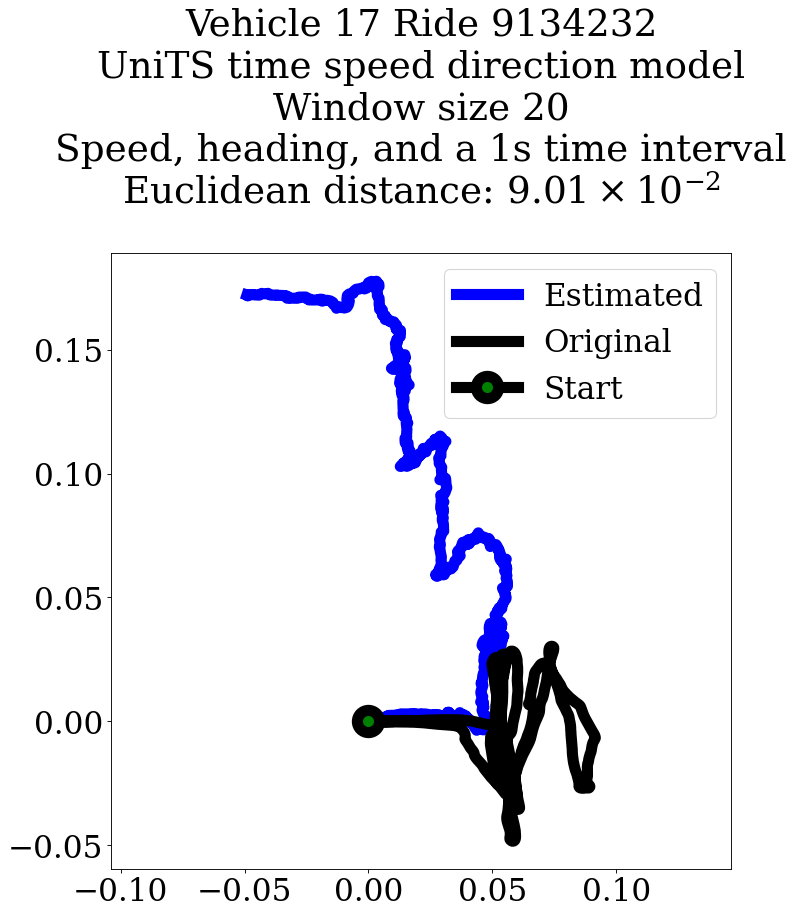 Vehicle 17 Ride 9134232
UniTS time speed direction model
Window size 20
Speed, heading, and a 1s time interval
Euclidean distance: 9.01 × 10⁻²
Estimated
Original
Start
0.15
0.10
0.05
0.00
−0.05
−0.10
−0.05
0.00
0.05
0.10